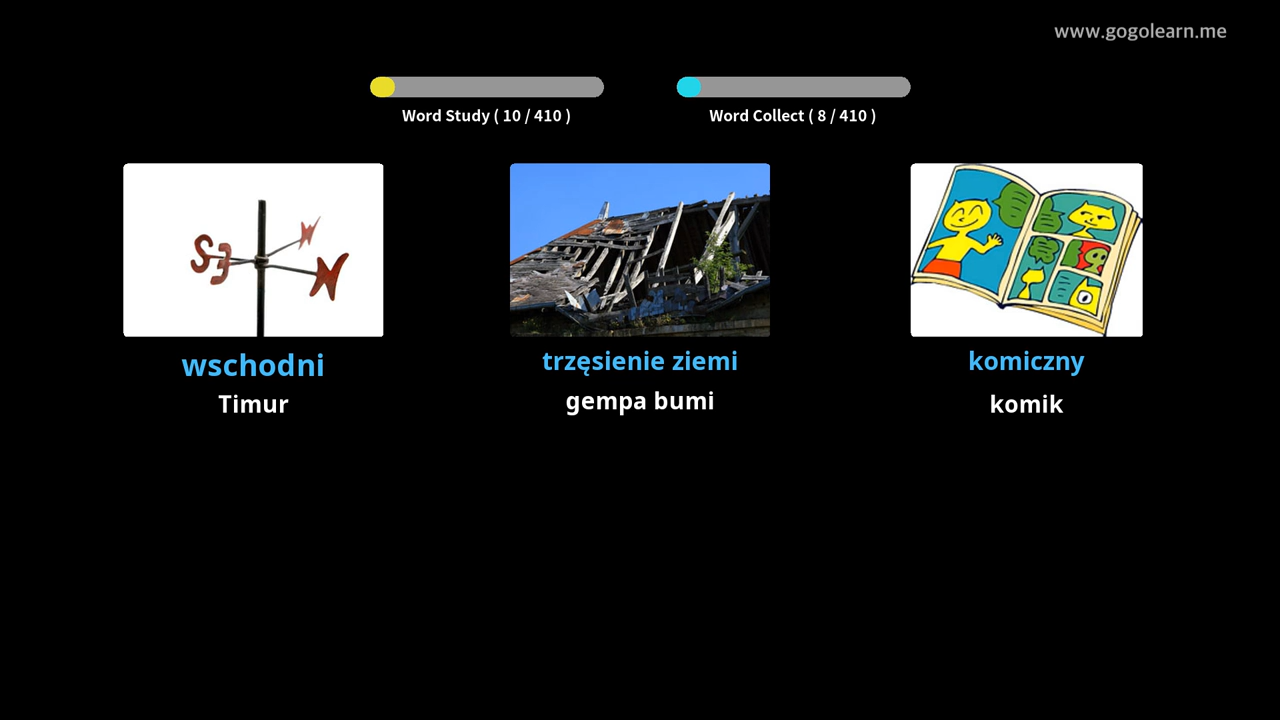 www.gogolearn.me
Word Study ( 10 / 410 )
Word Collect ( 8 / 410 )
wschodni
trzęsienie ziemi
komiczny
Timur
gempa bumi
komik